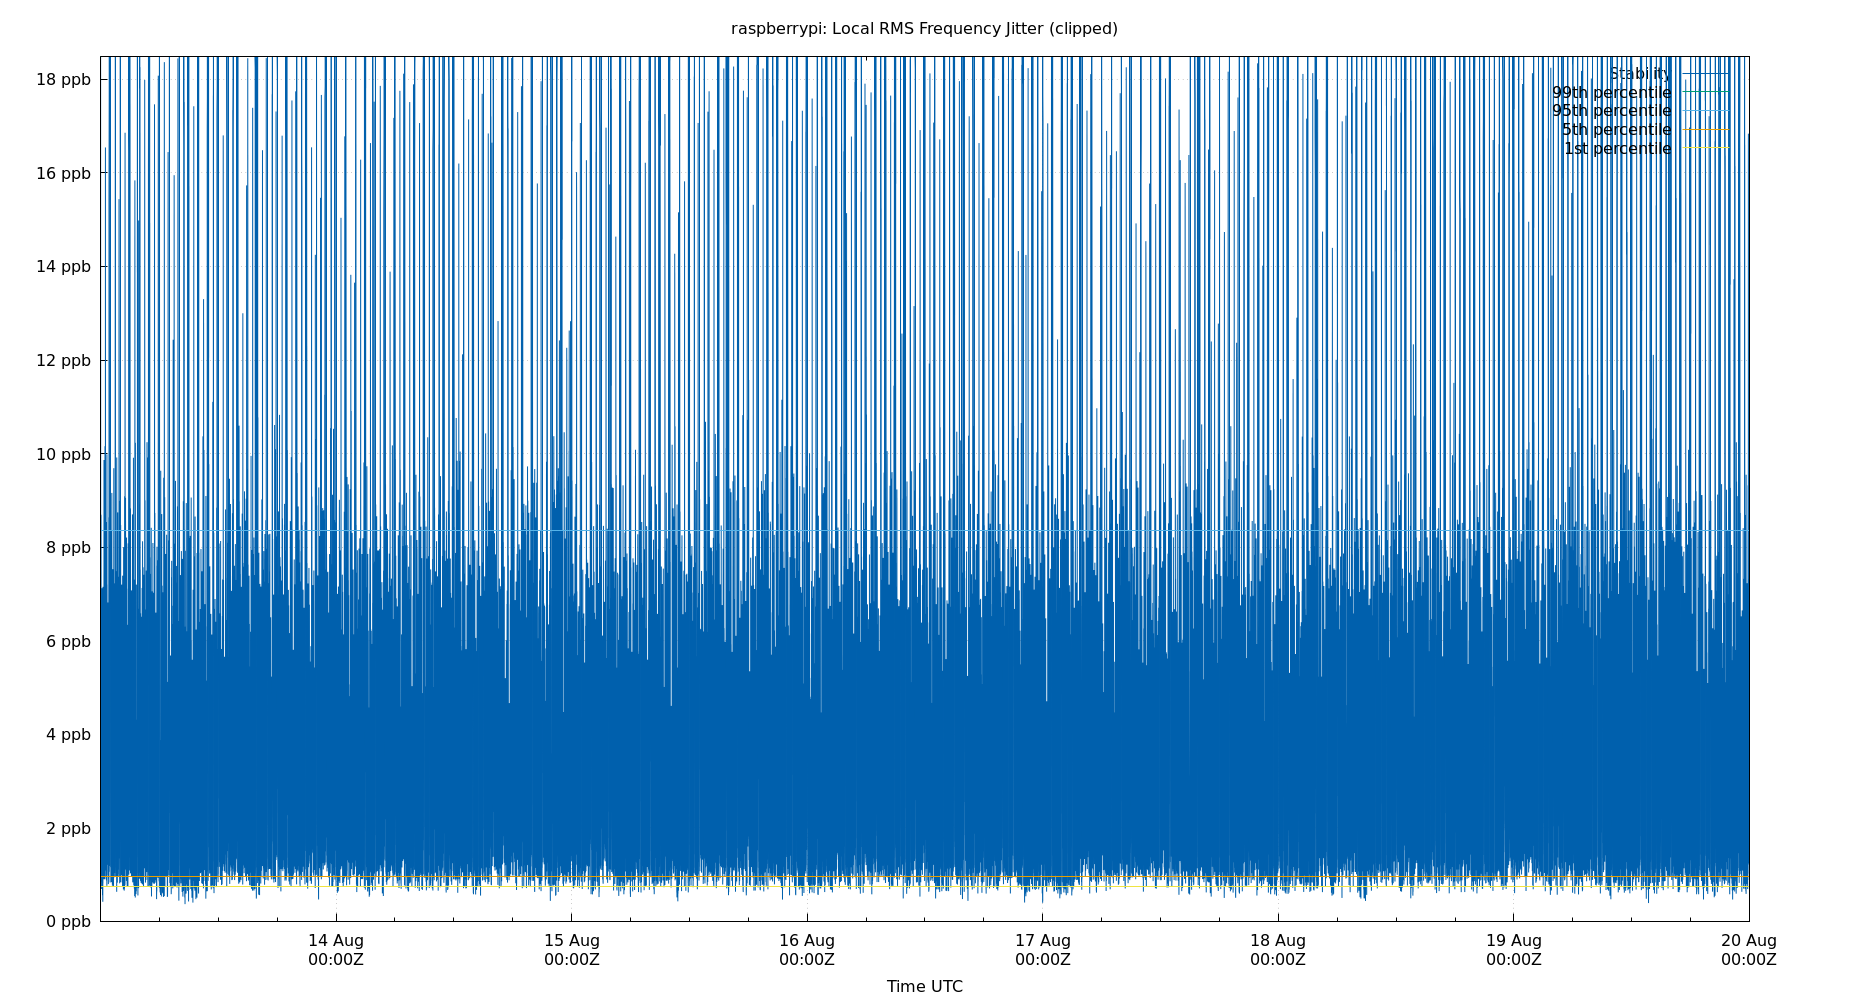 raspberrypi: Local RMS Frequency Jitter (clipped)
18 ppb
16 ppb
14 ppb
12 ppb
10 ppb
8 ppb
6 ppb
4 ppb
2 ppb
0 ppb
Stability
99th percentile
95th percentile
5th percentile
1st percentile
14 Aug
00:00Z
15 Aug
00:00Z
16 Aug
00:00Z
17 Aug
00:00Z
18 Aug
00:00Z
19 Aug
00:00Z
20 Aug
00:00Z
Time UTC